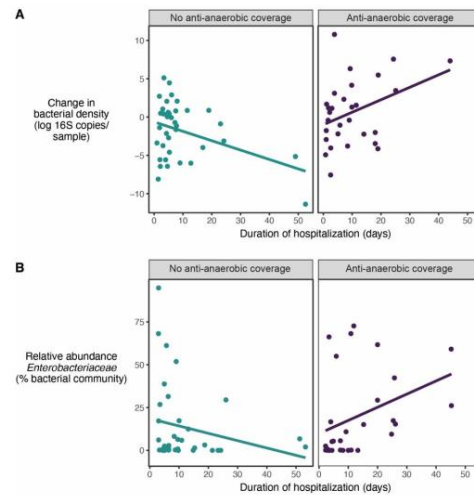 A
No anti-anaerobic coverage
Anti-anaerobic coverage
Change in
bacterial density
(log 16S copies/
sample)
10
5
0
−5
−10
0 10 20 30 40 50
0 10 20 30 40 50
Duration of hospitalization (days)
B
No anti-anaerobic coverage
Anti-anaerobic coverage
Relative abundance
Enterobacteriaceae
(% bacterial community)
75
50
25
0
0 10 20 30 40 50
0 10 20 30 40 50
Duration of hospitalization (days)